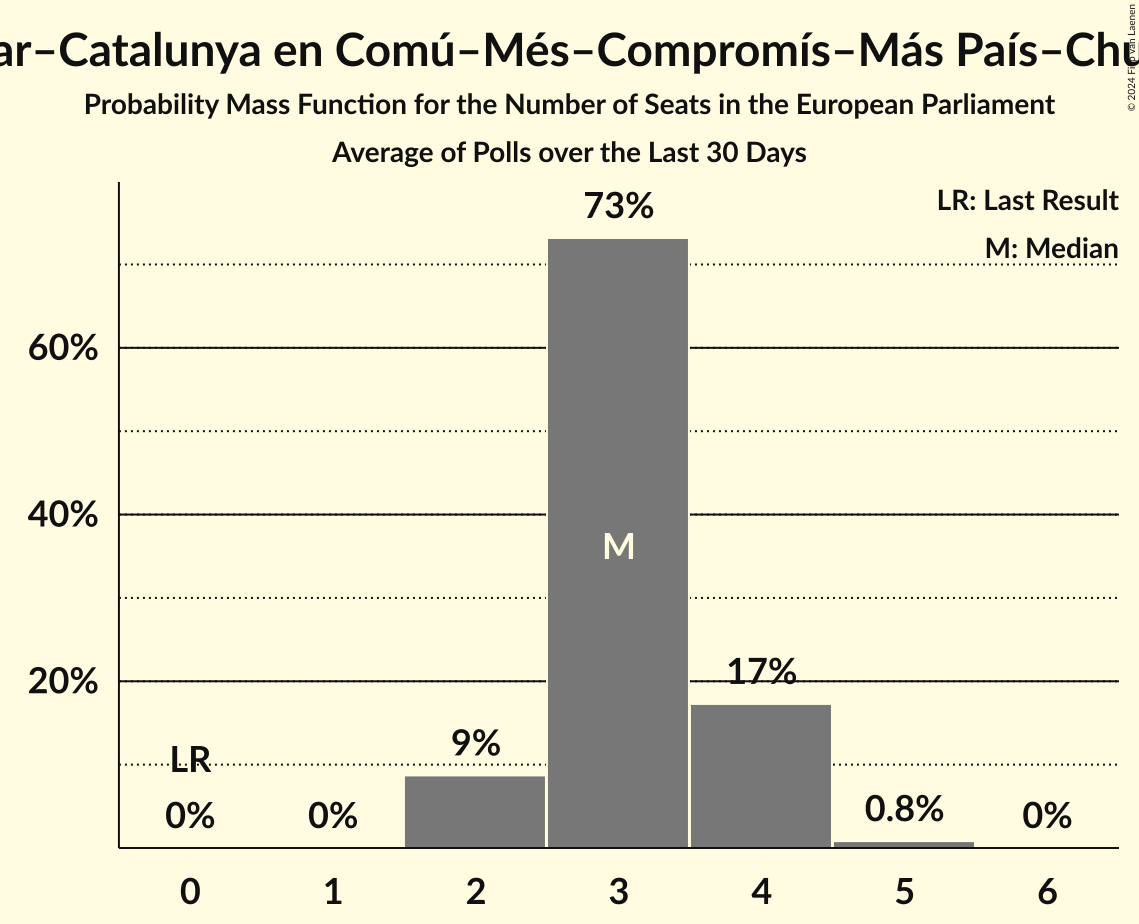 ar–Catalunya en Comú–Més–Compromís–Más País–Chu
Probability Mass Function for the Number of Seats in the European Parliament
Average of Polls over the Last 30 Days
© 2024 Filip van Laenen
LR: Last Result
M: Median
73%
60%
40%
M
20%
17%
LR
9%
0%
0%
0.8%
0%
0 1 2 3 4 5 6